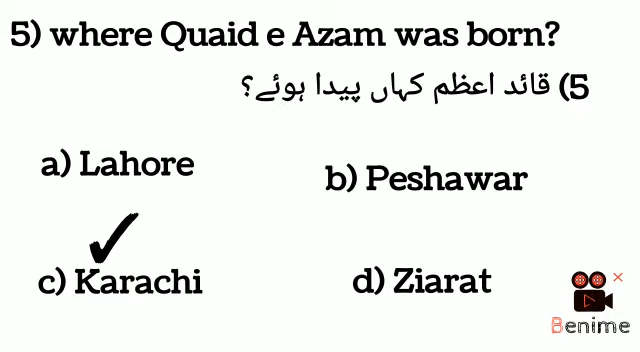 5) where Quaid e Azam was born?
5) قائد اعظم کہاں پیدا ہوئے؟
a) Lahore
b) Peshawar
c) Karachi
d) Ziarat
Benime